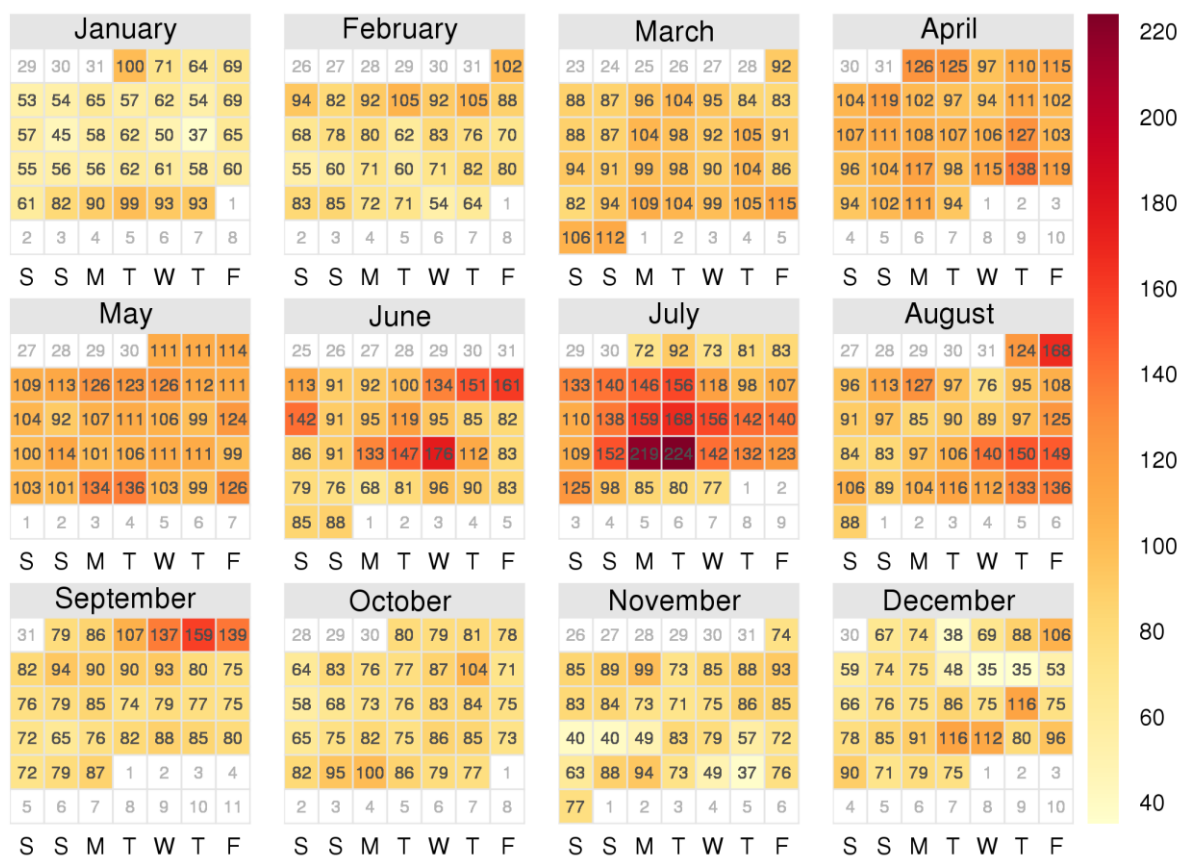 January February March April
29 30 31 100 71 64 69 26 27 28 29 30 31 102 23 24 25 26 27 28 92 30 31 126 125 97 110 115 220
53 54 65 57 62 54 69 94 82 92 105 92 105 88 88 87 96 104 95 84 83 104 119 102 97 94 111 102
57 45 58 62 50 37 65 68 78 80 62 83 76 70 88 87 104 98 92 105 91 107 111 108 107 106 127 103 200
55 56 56 62 61 58 60 55 60 71 60 71 82 80 94 91 99 98 90 104 86 96 104 117 98 115 138 119
61 82 90 99 93 93 1 83 85 72 71 54 64 1 82 94 109 104 99 105 115 94 102 111 94 1 2 3 180
2 3 4 5 6 7 8 2 3 4 5 6 7 8 106 112 1 2 3 4 5 4 5 6 7 8 9 10
S S M T W T F S S M T W T F S S M T W T F S S M T W T F
May June July August 160
27 28 29 30 111 111 114 25 26 27 28 29 30 31 29 30 72 92 73 81 83 27 28 29 30 31 124 168
109 113 126 123 126 112 111 113 91 92 100 134 151 161 133 140 146 156 118 98 107 96 113 127 97 76 95 108 140
104 92 107 111 106 99 124 142 91 95 119 95 85 82 110 138 159 168 156 142 140 91 97 85 90 89 97 125
100 114 101 106 111 111 99 86 91 133 147 176 112 83 109 152 219 224 142 132 123 84 83 97 106 140 150 149 120
103 101 134 136 103 99 126 79 76 68 81 96 90 83 125 98 85 80 77 1 2 106 89 104 116 112 133 136
1 2 3 4 5 6 7 85 88 1 2 3 4 5 3 4 5 6 7 8 9 88 1 2 3 4 5 6 100
S S M T W T F S S M T W T F S S M T W T F S S M T W T F
September October November December
31 79 86 107 137 159 139 28 29 30 80 79 81 78 26 27 28 29 30 31 74 30 67 74 38 69 88 106 80
82 94 90 90 93 80 75 64 83 76 77 87 104 71 85 89 99 73 85 88 93 59 74 75 48 35 35 53
76 79 85 74 79 77 75 58 68 73 76 83 84 75 83 84 73 71 75 86 85 66 76 75 86 75 116 75 60
72 65 76 82 88 85 80 65 75 82 75 86 85 73 40 40 49 83 79 57 72 78 85 91 116 112 80 96
72 79 87 1 2 3 4 82 95 100 86 79 77 1 63 88 94 73 49 37 76 90 71 79 75 1 2 3 40
5 6 7 8 9 10 11 2 3 4 5 6 7 8 77 1 2 3 4 5 6 4 5 6 7 8 9 10
S S M T W T F S S M T W T F S S M T W T F S S M T W T F